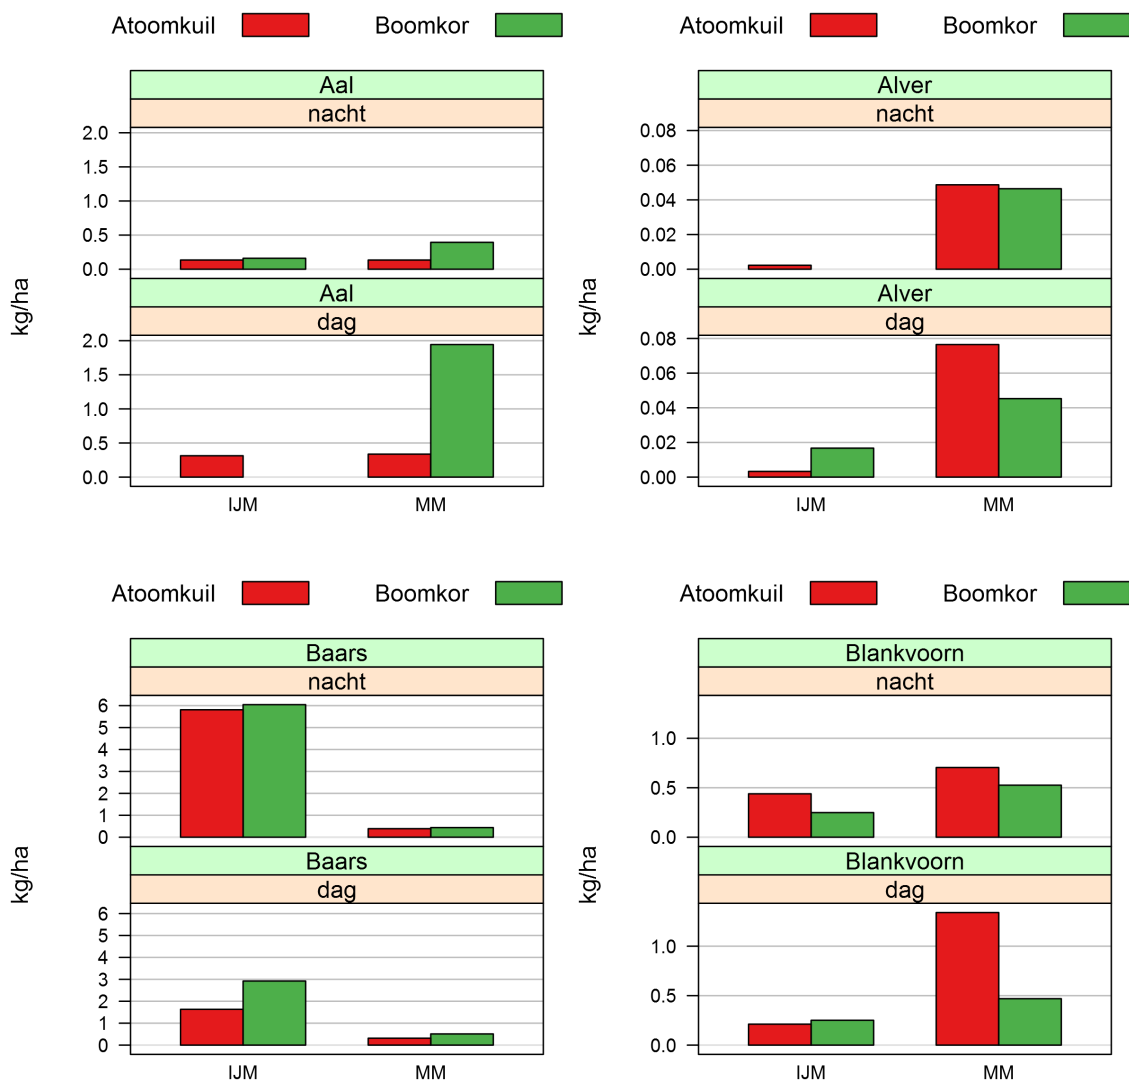 Atoomkuil Boomkor
Aal
nacht
2.0
1.5
1.0
0.5
0.0
Aal
dag
2.0
1.5
1.0
0.5
0.0
kg/ha
IJM MM
Atoomkuil Boomkor
Alver
nacht
0.08
0.06
0.04
0.02
0.00
Alver
dag
0.08
0.06
0.04
0.02
0.00
kg/ha
IJM MM
Atoomkuil Boomkor
Baars
nacht
6
5
4
3
2
1
0
Baars
dag
6
5
4
3
2
1
0
kg/ha
IJM MM
Atoomkuil Boomkor
Blankvoorn
nacht
1.0
0.5
0.0
Blankvoorn
dag
1.0
0.5
0.0
kg/ha
IJM MM